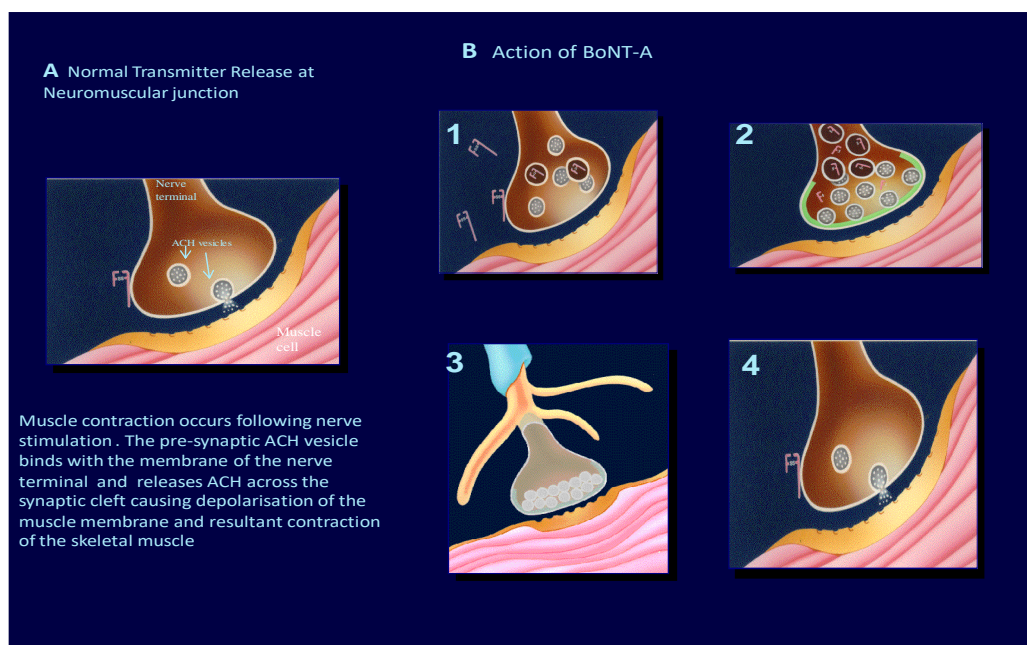 A Normal Transmitter Release at
Neuromuscular junction
Nerve
terminal
ACH vesicles
Muscle
cell
Muscle contraction occurs following nerve
stimulation . The pre-synaptic ACH vesicle
binds with the membrane of the nerve
terminal and releases ACH across the
synaptic cleft causing depolarisation of the
muscle membrane and resultant contraction
of the skeletal muscle
B Action of BoNT-A
1
2
3
4